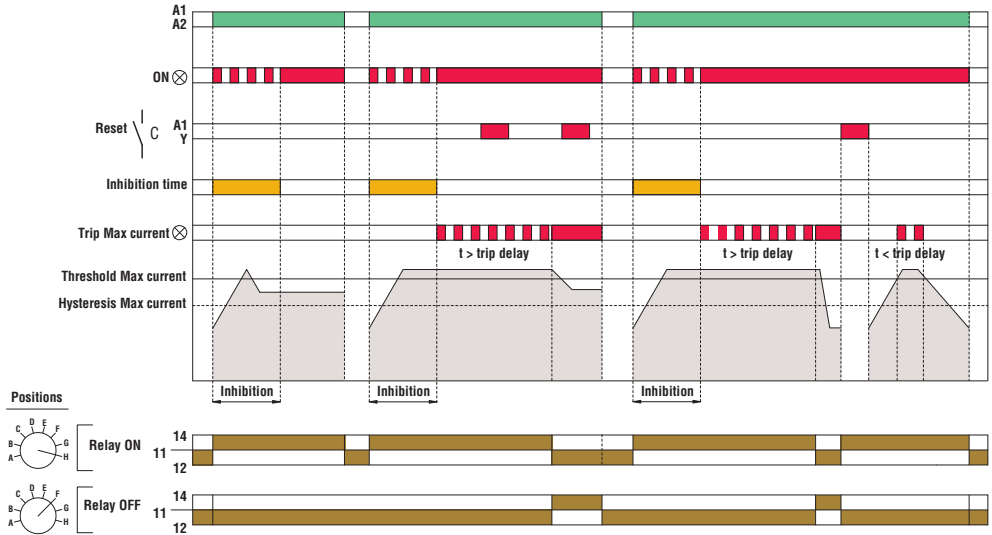 A1
A2
ON
Reset C A1
Y
Inhibition time
Trip Max current
t > trip delay t > trip delay t < trip delay
Threshold Max current
Hysteresis Max current
Inhibition Inhibition Inhibition
Positions
A B C D E F G H
Relay ON 14
11
12
A B C D E F G H
Relay OFF 14
11
12